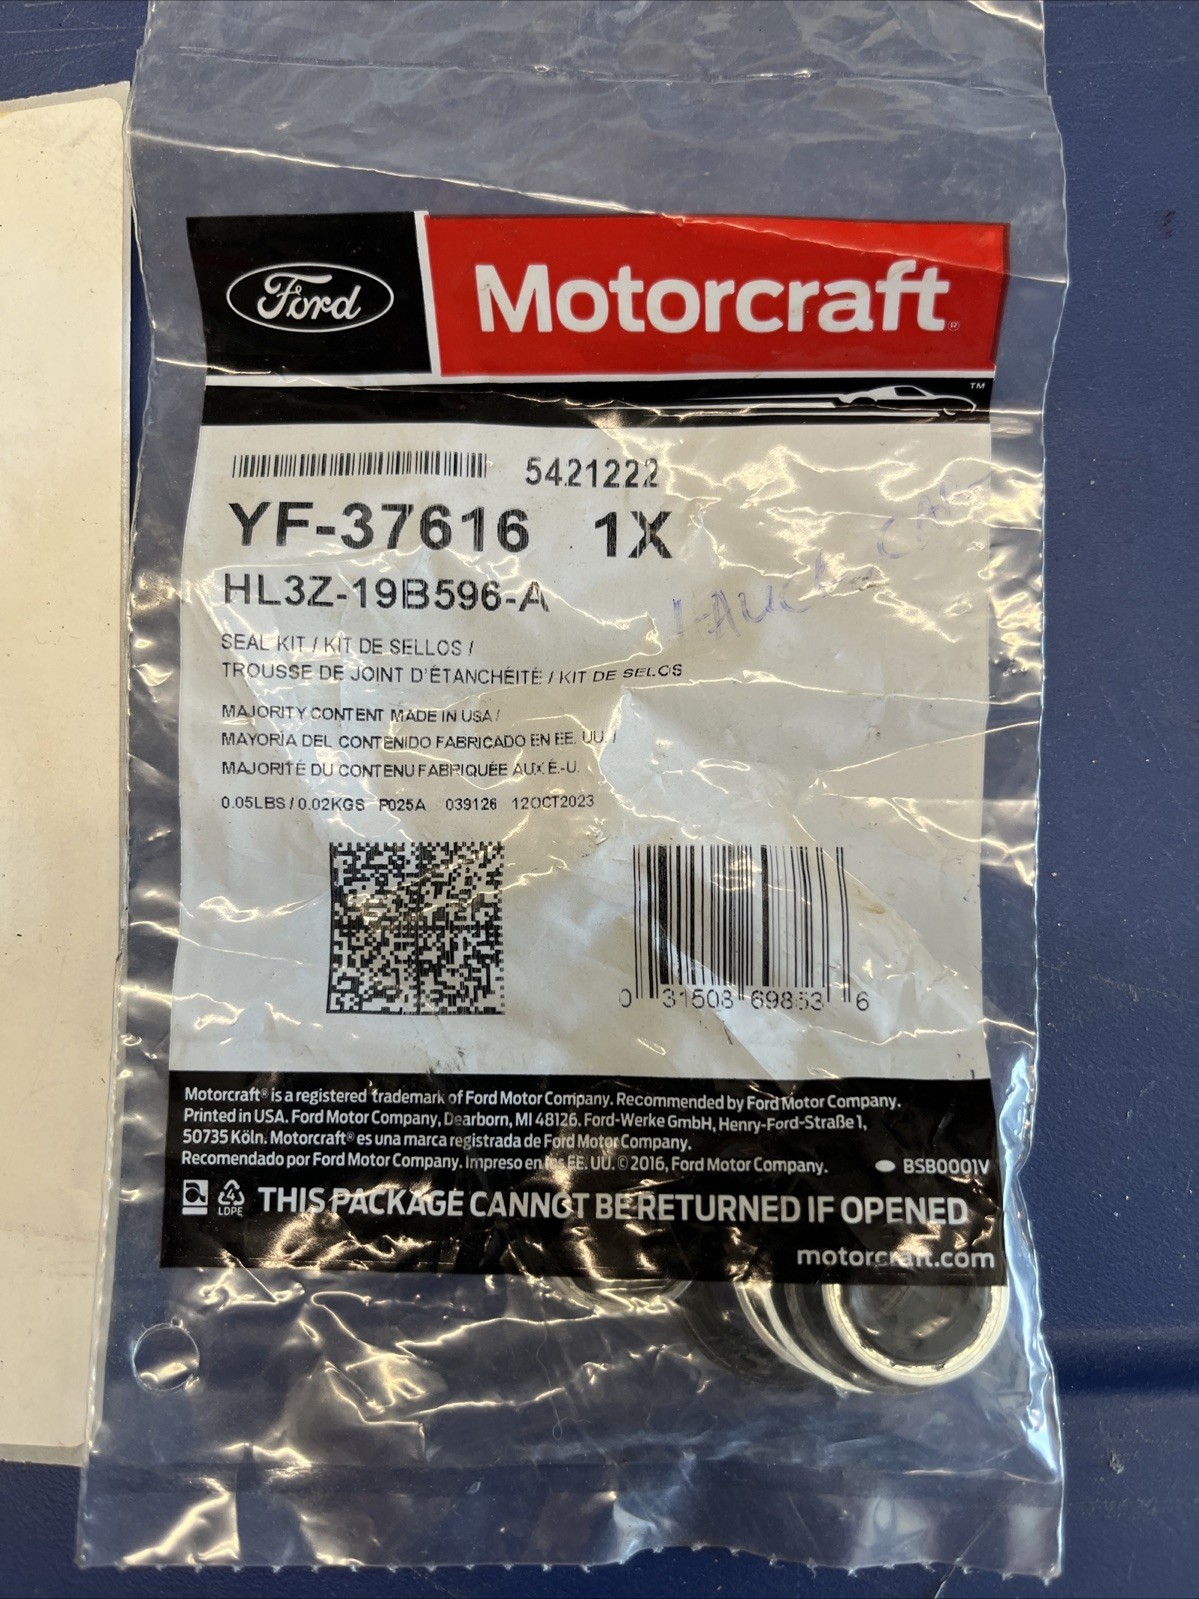 Ford Motorcraft®
TM
5421222
YF-37616 1X
HL3Z-19B596-A
SEAL KIT / KIT DE SELLOS /
TROUSSE DE JOINT D'ÉTANCHÉITÉ / KIT DE SELOS
MAJORITY CONTENT MADE IN USA /
MAYORÍA DEL CONTENIDO FABRICADO EN EE. UU. /
MAJORITÉ DU CONTENU FABRIQUÉE AUX É.-U.
0.05LBS / 0.02KGS P025A 039126 12OCT2023
0 31508 69853 6
Motorcraft® is a registered trademark of Ford Motor Company. Recommended by Ford Motor Company.
Printed in USA. Ford Motor Company, Dearborn, MI 48126. Ford-Werke GmbH, Henry-Ford-Straße 1,
50735 Köln. Motorcraft® es una marca registrada de Ford Motor Company.
Recomendado por Ford Motor Company. Impreso en los EE. UU. © 2016, Ford Motor Company.
BSB0001V
4
LDPE
THIS PACKAGE CANNOT BE RETURNED IF OPENED
motorcraft.com